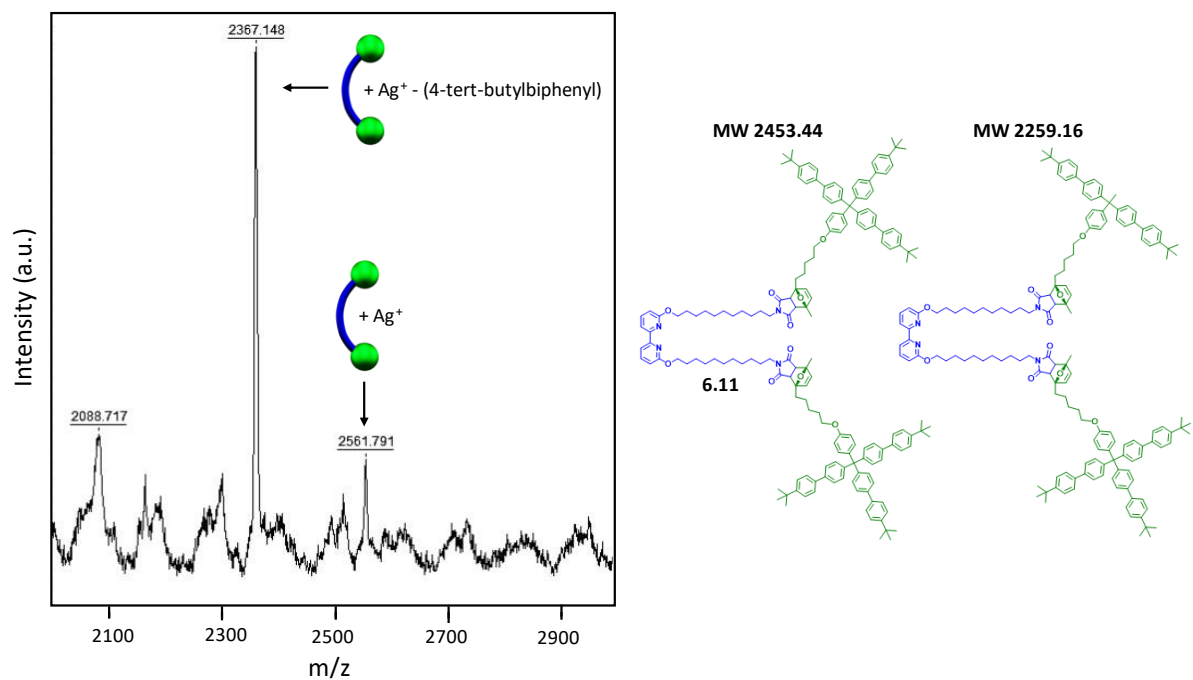 2367.148
+ Ag⁺ - (4-tert-butylbiphenyl)
+ Ag⁺
2088.717
2561.791
Intensity (a.u.)
2100
2300
2500
2700
2900
m/z
MW 2453.44
MW 2259.16
O
O
O
N
O
O
N
N
O
O
N
O
O
O
6.11
O
O
O
N
O
O
N
N
O
O
N
O
O
O